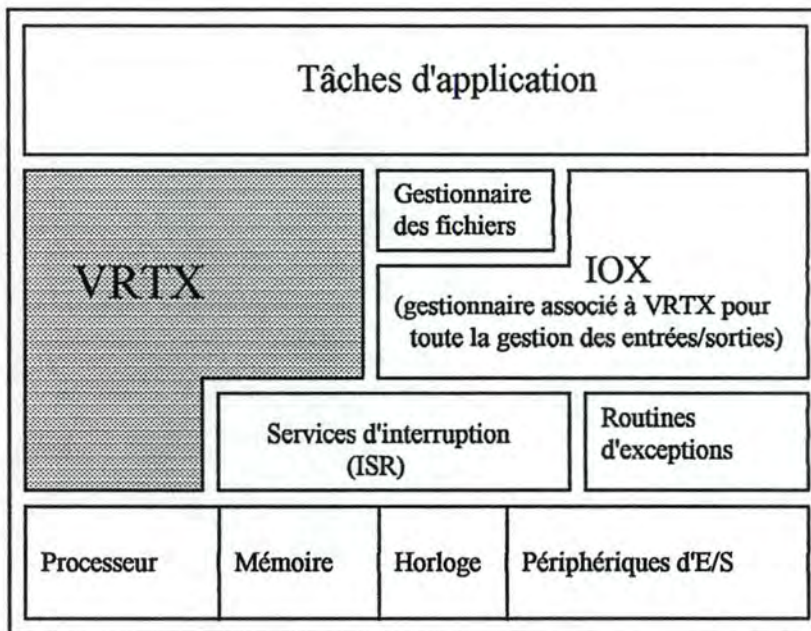 Tâches d'application
Gestionnaire
des fichiers
VRTX
IOX
(gestionnaire associé à VRTX pour
toute la gestion des entrées/sorties)
Services d'interruption
(ISR)
Routines
d'exceptions
Processeur
Mémoire
Horloge
Périphériques d'E/S